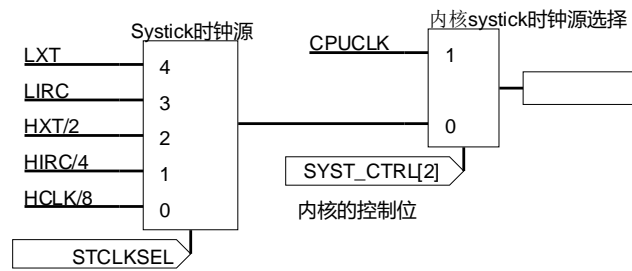 Systick时钟源
内核systick时钟源选择
LXT
4
CPUCLK
1
LIRC
3
HXT/2
2
0
HIRC/4
1
SYST_CTRL[2]
HCLK/8
0
内核的控制位
STCLKSEL